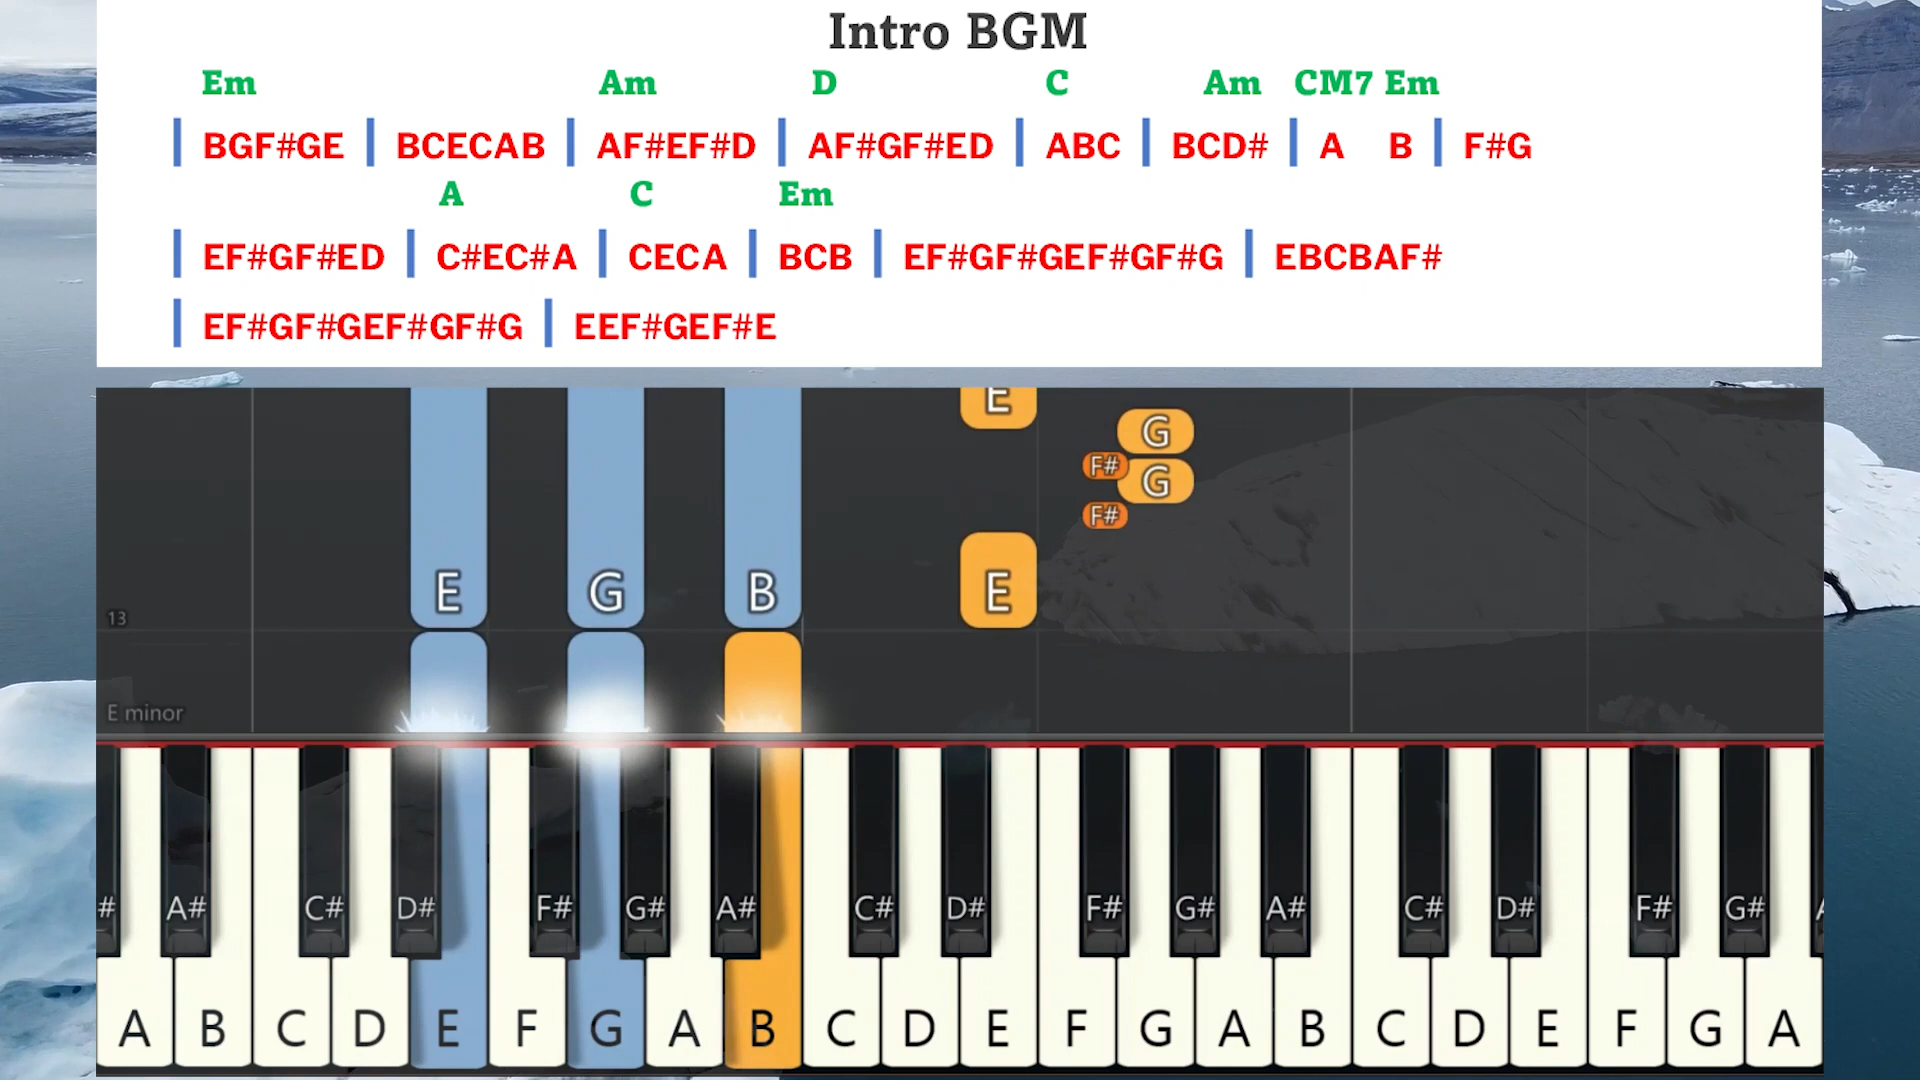 Intro BGM
Em Am D C Am CM7 Em
| BGF#GE | BCECAB | AF#EF#D | AF#GF#ED | ABC | BCD# | A B | F#G
A C Em
| EF#GF#ED | C#EC#A | CECA | BCB | EF#GF#GEF#GF#G | EBCBAF#
| EF#GF#GEF#GF#G | EEF#GEF#E
E
G
F# G
F#
E G B E
13
E minor
# A# C# D# F# G# A# C# D# F# G# A# C# D# F# G# A
A B C D E F G A B C D E F G A B C D E F G A